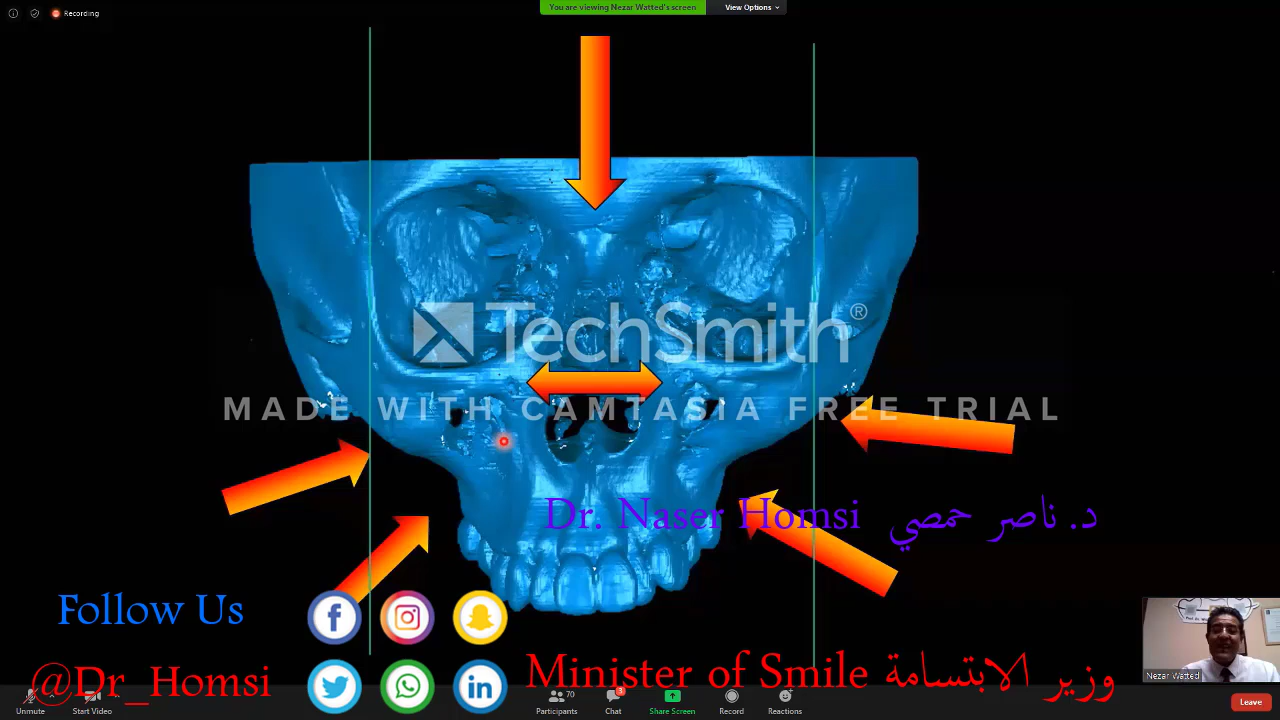 Recording
You are viewing Nezar Watted's screen
View Options
TechSmith®
MADE WITH CAMTASIA FREE TRIAL
Dr. Naser Homsi د. ناصر حمصي
Follow Us
@Dr_Homsi
Minister of Smile وزير الابتسامة
Nezar Watted
Unmute
Start Video
Participants
70
Chat
3
Share Screen
Record
Reactions
Leave